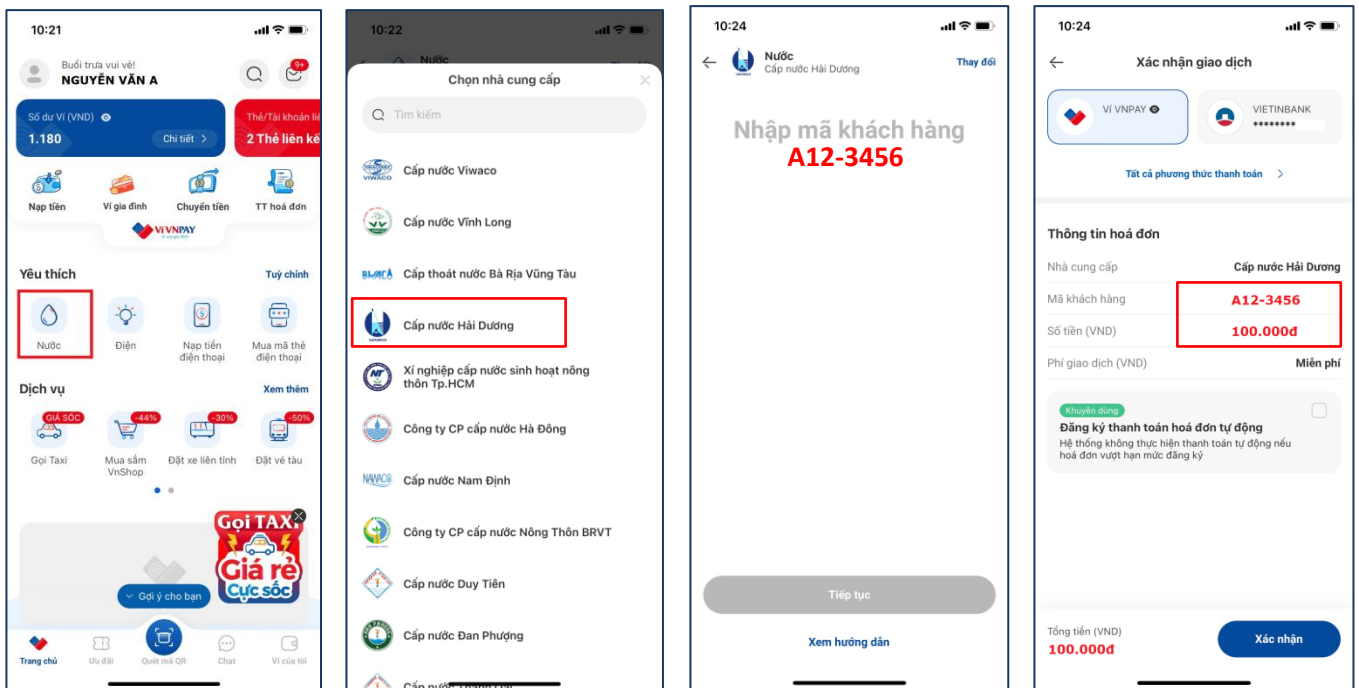 10:21
Buổi trưa vui vẻ!
NGUYỄN VĂN A
9+
Số dư Ví (VND)
1.180
Chi tiết >
Thẻ/Tài khoản liê
2 Thẻ liên kế
Nạp tiền
Ví gia đình
Chuyển tiền
TT hoá đơn
Ví VNPAY
Yêu thích
Tuỳ chỉnh
Nước
Điện
Nạp tiền
điện thoại
Mua mã thẻ
điện thoại
Dịch vụ
Xem thêm
GIÁ SỐC
-44%
-30%
-50%
Gọi Taxi
Mua sắm
VnShop
Đặt xe liên tỉnh
Đặt vé tàu
Gọi TAXI
Giá rẻ
Cực sốc
Gợi ý cho bạn
Trang chủ
Ưu đãi
Quét mã QR
Chat
Ví của tôi
10:22
Nước
Chọn nhà cung cấp
Tìm kiếm
VIWACO
Cấp nước Viwaco
Cấp nước Vĩnh Long
BIWACA
Cấp thoát nước Bà Rịa Vũng Tàu
Cấp nước Hải Dương
NT
Xí nghiệp cấp nước sinh hoạt nông
thôn Tp.HCM
Công ty CP cấp nước Hà Đông
NAWACO
Cấp nước Nam Định
Công ty CP cấp nước Nông Thôn BRVT
Cấp nước Duy Tiên
Cấp nước Đan Phượng
10:24
Nước
Cấp nước Hải Dương
Thay đổi
Nhập mã khách hàng
A12-3456
Tiếp tục
Xem hướng dẫn
10:24
Xác nhận giao dịch
Ví VNPAY
VIETINBANK
********
Tất cả phương thức thanh toán >
Thông tin hoá đơn
Nhà cung cấp
Cấp nước Hải Dương
Mã khách hàng
A12-3456
Số tiền (VND)
100.000đ
Phí giao dịch (VND)
Miễn phí
Khuyên dùng
Đăng ký thanh toán hoá đơn tự động
Hệ thống không thực hiện thanh toán tự động nếu
hoá đơn vượt hạn mức đăng ký
Tổng tiền (VND)
100.000đ
Xác nhận